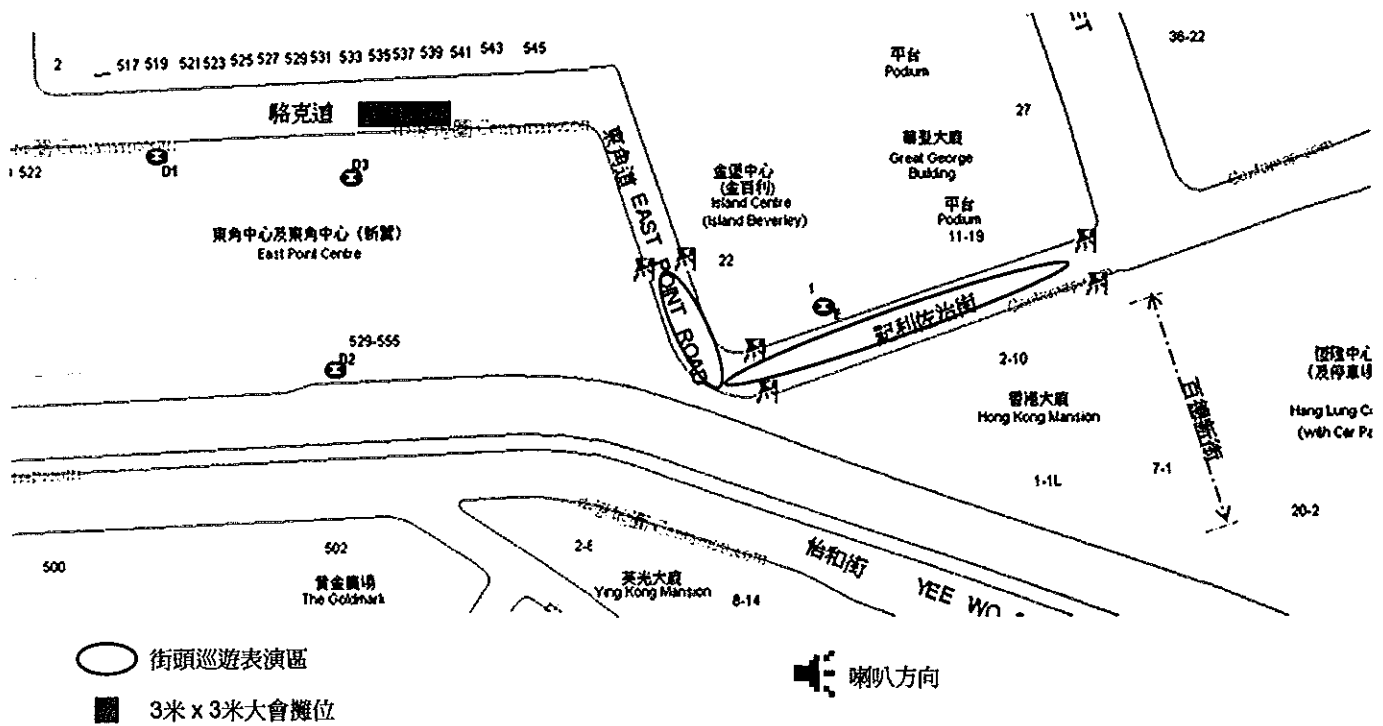 36-22
平台
Podium
2
517 519 521 523 525 527 529 531 533 535 537 539 541 543 545
27
駱克道
華登大廈
Great George
Building
522
D1
D3
東角道 EAST POINT ROAD
金堡中心
(金百利)
Island Centre
(Island Beverley)
平台
Podium
11-19
東角中心及東角中心（新翼）
East Point Centre
22
1
記利佐治街
529-555
D2
2-10
香港大廈
Hong Kong Mansion
百德新街
恆隆中心
(及停車場
Hang Lung C
(with Car Pa
7-1
1-1L
20-2
500
502
黃金廣場
The Goldmark
英光大廈
Ying Kong Mansion
8-14
怡和街 YEE WO
街頭巡遊表演區
喇叭方向
3米 x 3米大會攤位